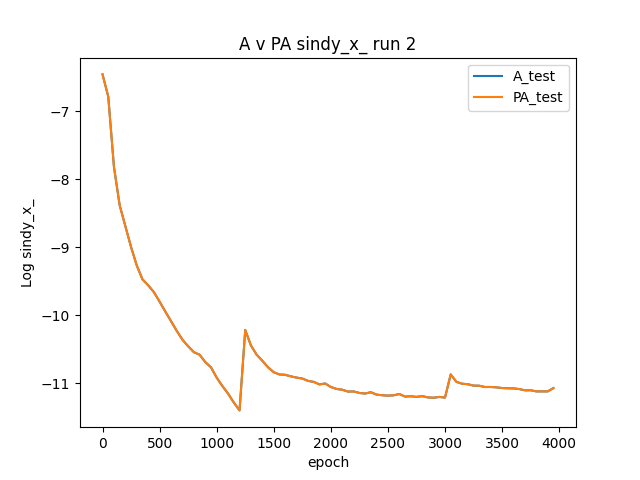 A v PA sindy_x_ run 2
A_test
PA_test
Log sindy_x_
−7
−8
−9
−10
−11
0 500 1000 1500 2000 2500 3000 3500 4000
epoch